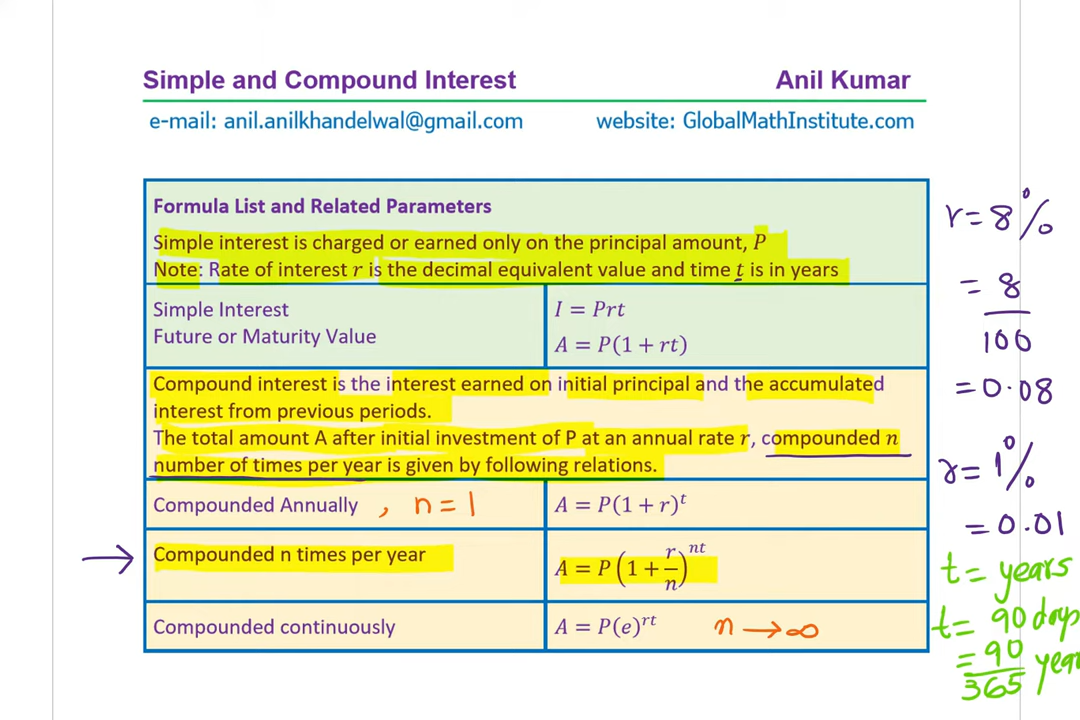 Simple and Compound Interest Anil Kumar
e-mail: anil.anilkhandelwal@gmail.com website: GlobalMathInstitute.com
Formula List and Related Parameters
Simple interest is charged or earned only on the principal amount, P
Note: Rate of interest r is the decimal equivalent value and time t is in years
Simple Interest I = Prt
Future or Maturity Value A = P(1 + rt)
Compound interest is the interest earned on initial principal and the accumulated
interest from previous periods.
The total amount A after initial investment of P at an annual rate r, compounded n
number of times per year is given by following relations.
Compounded Annually , n = 1 A = P(1 + r)^t
Compounded n times per year A = P(1 + r/n)^nt
Compounded continuously A = P(e)^rt n → ∞
r = 8%
= 8/100
= 0.08
r = 1%
= 0.01
t = years
t = 90 days
= 90/365 years